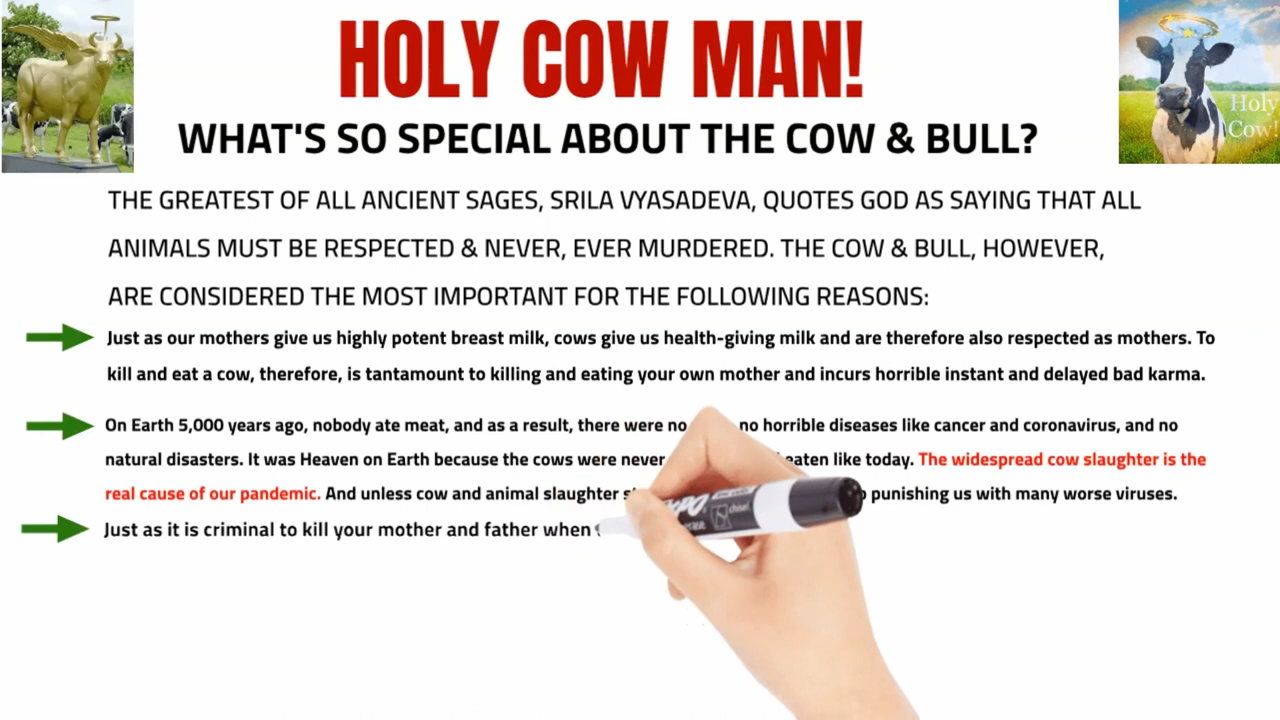 HOLY COW MAN!
WHAT'S SO SPECIAL ABOUT THE COW & BULL?
Holy
Cow!
THE GREATEST OF ALL ANCIENT SAGES, SRILA VYASADEVA, QUOTES GOD AS SAYING THAT ALL
ANIMALS MUST BE RESPECTED & NEVER, EVER MURDERED. THE COW & BULL, HOWEVER,
ARE CONSIDERED THE MOST IMPORTANT FOR THE FOLLOWING REASONS:
Just as our mothers give us highly potent breast milk, cows give us health-giving milk and are therefore also respected as mothers. To
kill and eat a cow, therefore, is tantamount to killing and eating your own mother and incurs horrible instant and delayed bad karma.
On Earth 5,000 years ago, nobody ate meat, and as a result, there were no no horrible diseases like cancer and coronavirus, and no
natural disasters. It was Heaven on Earth because the cows were never eaten like today. The widespread cow slaughter is the
real cause of our pandemic. And unless cow and animal slaughter punishing us with many worse viruses.
Just as it is criminal to kill your mother and father when